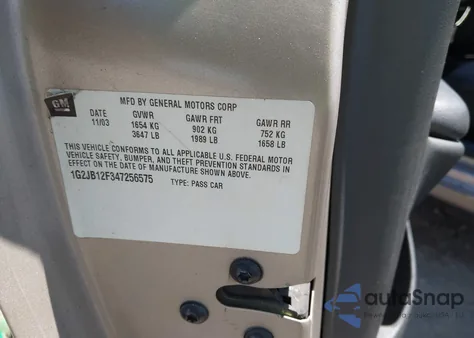 GM
MFD BY GENERAL MOTORS CORP
DATE GVWR GAWR FRT GAWR RR
11/03 1654 KG 902 KG 752 KG
3647 LB 1989 LB 1658 LB
THIS VEHICLE CONFORMS TO ALL APPLICABLE U.S. FEDERAL MOTOR
VEHICLE SAFETY, BUMPER, AND THEFT PREVENTION STANDARDS IN
EFFECT ON THE DATE OF MANUFACTURE SHOWN ABOVE.
1G2JB12F347256575 TYPE: PASS CAR
autoSnap